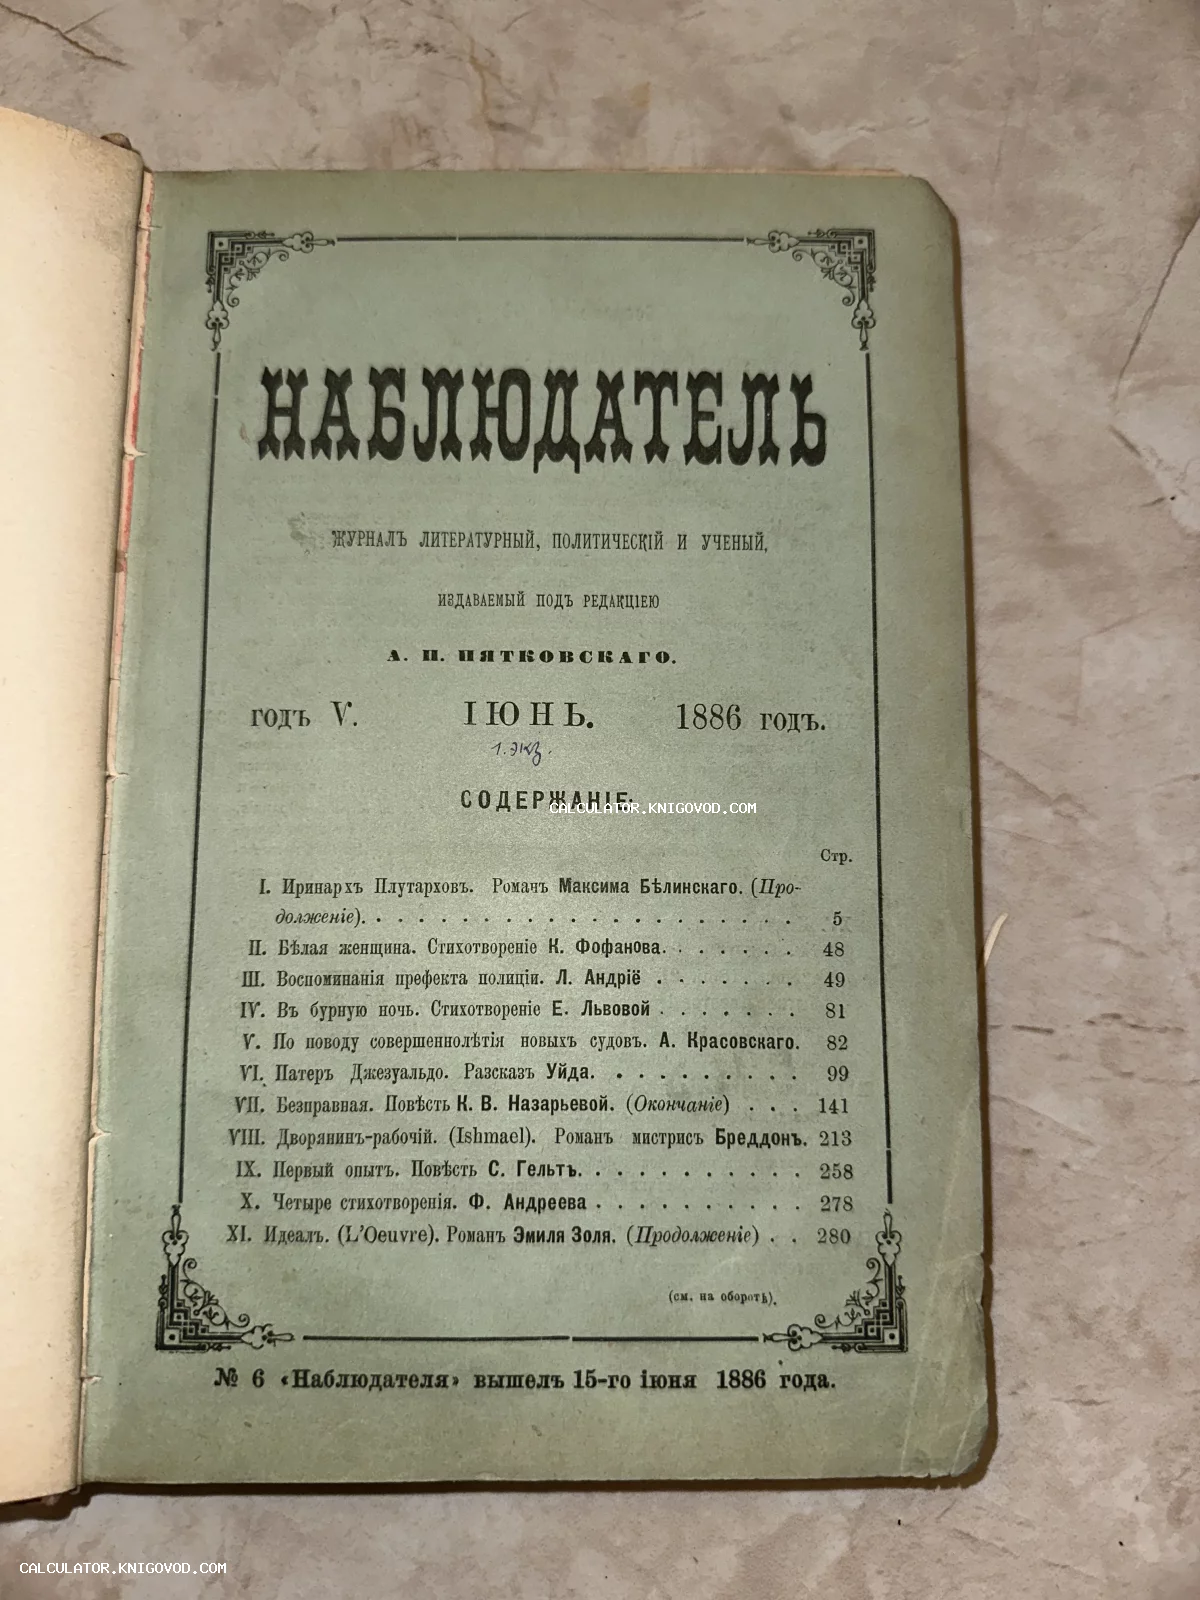 НАБЛЮДАТЕЛЬ
ЖУРНАЛЪ ЛИТЕРАТУРНЫЙ, ПОЛИТИЧЕСКІЙ И УЧЕНЫЙ,
ИЗДАВАЕМЫЙ ПОДЪ РЕДАКЦІЕЮ
А. П. ПЯТКОВСКАГО.
ГОДЪ V. ІЮНЬ. 1886 ГОДЪ.
1.экз.
СОДЕРЖАНІЕ:
CALCULATOR.KNIGOVOD.COM
Стр.
I. Иринархъ Плутарховъ. Романъ Максима Бѣлинскаго. (Про-
долженіе). . . . . . . . . . . . . . . . . . . . . 5
II. Бѣлая женщина. Стихотвореніе К. Фофанова. . . . . . . 48
III. Воспоминанія префекта полиціи. Л. Андріё . . . . . . . 49
IV. Въ бурную ночь. Стихотвореніе Е. Львовой . . . . . . . 81
V. По поводу совершеннолѣтія новыхъ судовъ. А. Красовскаго. 82
VI. Патеръ Джезуальдо. Разсказъ Уйда. . . . . . . . . . 99
VII. Безправная. Повѣсть К. В. Назарьевой. (Окончаніе) . . . 141
VIII. Дворянинъ-рабочій. (Ishmael). Романъ мистрисъ Бреддонъ. 213
IX. Первый опытъ. Повѣсть С. Гельтъ. . . . . . . . . . . 258
X. Четыре стихотворенія. Ф. Андреева . . . . . . . . . . 278
XI. Идеалъ. (L'Oeuvre). Романъ Эмиля Золя. (Продолженіе) . . 280
(см. на оборотѣ).
№ 6 «Наблюдателя» вышелъ 15-го іюня 1886 года.
CALCULATOR.KNIGOVOD.COM